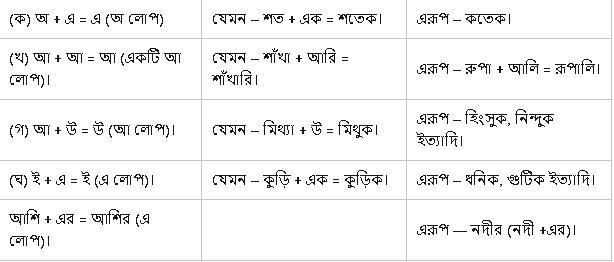 (ক) অ + এ = এ (অ লোপ)
যেমন – শত + এক = শতেক।
এরূপ – কতেক।
(খ) আ + আ = আ (একটি আ
লোপ)।
যেমন – শাঁখা + আরি =
শাঁখারি।
এরূপ – রুপা + আলি = রূপালি।
(গ) আ + উ = উ (আ লোপ)।
যেমন – মিথ্যা + উ = মিথুক।
এরূপ – হিংসুক, নিন্দুক
ইত্যাদি।
(ঘ) ই + এ = ই (এ লোপ)।
যেমন – কুড়ি + এক = কুড়িক।
এরূপ – ধনিক, গুটিক ইত্যাদি।
আশি + এর = আশির (এ
লোপ)।
এরূপ — নদীর (নদী +এর)।